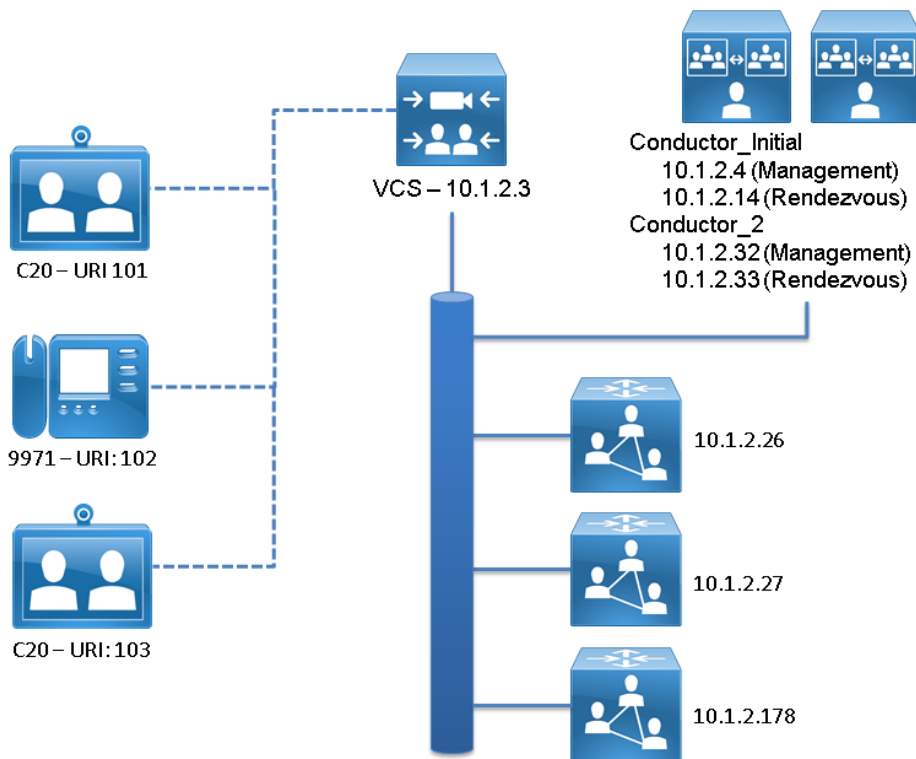 VCS – 10.1.2.3
Conductor_Initial
10.1.2.4 (Management)
10.1.2.14 (Rendezvous)
Conductor_2
10.1.2.32 (Management)
10.1.2.33 (Rendezvous)
C20 – URI 101
9971 – URI: 102
C20 – URI: 103
10.1.2.26
10.1.2.27
10.1.2.178